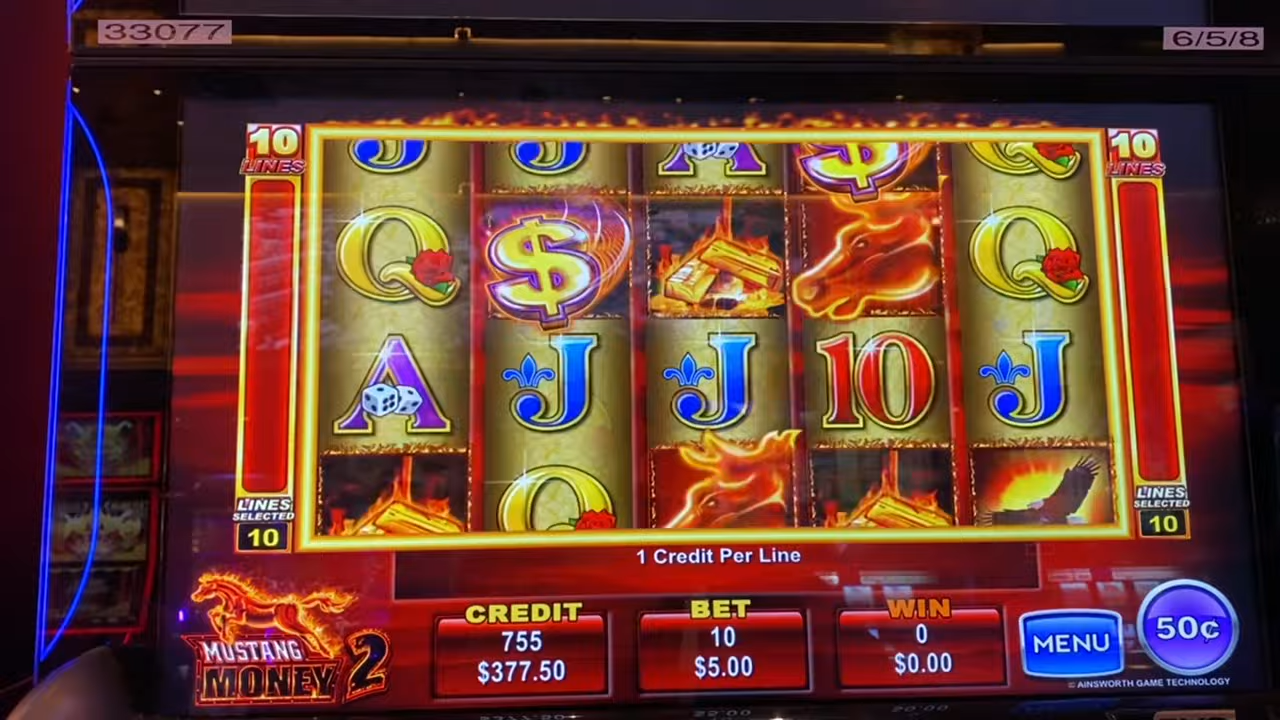 33077
6/5/8
10
LINES
10
LINES
J J A $
Q $ Q
A J J 10 J
Q
LINES
SELECTED
10
LINES
SELECTED
10
1 Credit Per Line
CREDIT
755
$377.50
BET
10
$5.00
WIN
0
$0.00
MENU
50¢
MUSTANG
MONEY 2
© AINSWORTH GAME TECHNOLOGY